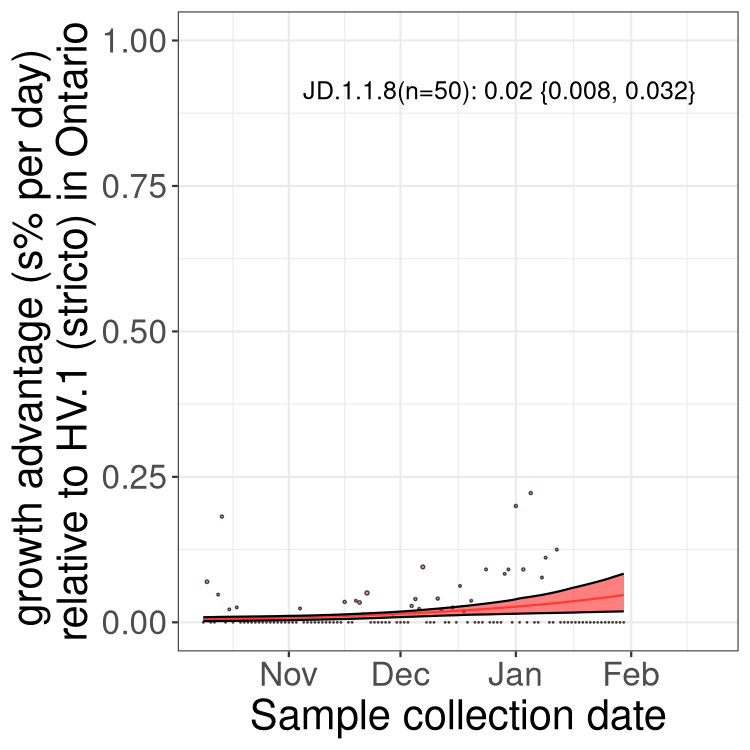 growth advantage (s% per day)
relative to HV.1 (stricto) in Ontario
1.00
0.75
0.50
0.25
0.00
JD.1.1.8(n=50): 0.02 {0.008, 0.032}
Nov Dec Jan Feb
Sample collection date